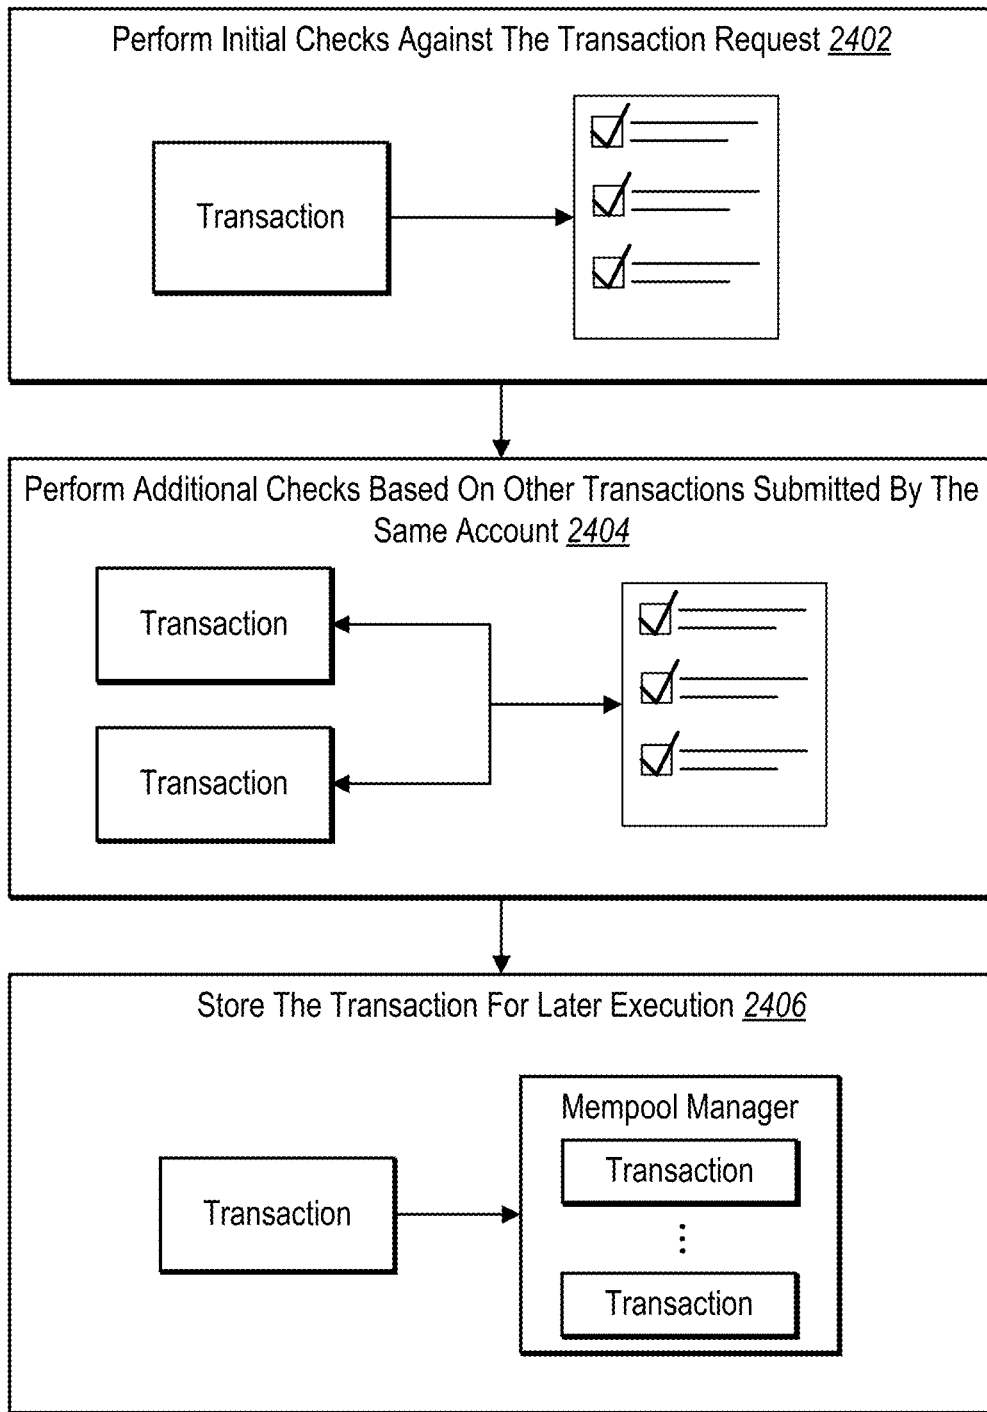 Perform Initial Checks Against The Transaction Request 2402
Transaction
Perform Additional Checks Based On Other Transactions Submitted By The
Same Account 2404
Transaction
Transaction
Store The Transaction For Later Execution 2406
Mempool Manager
Transaction
Transaction
⋮
Transaction